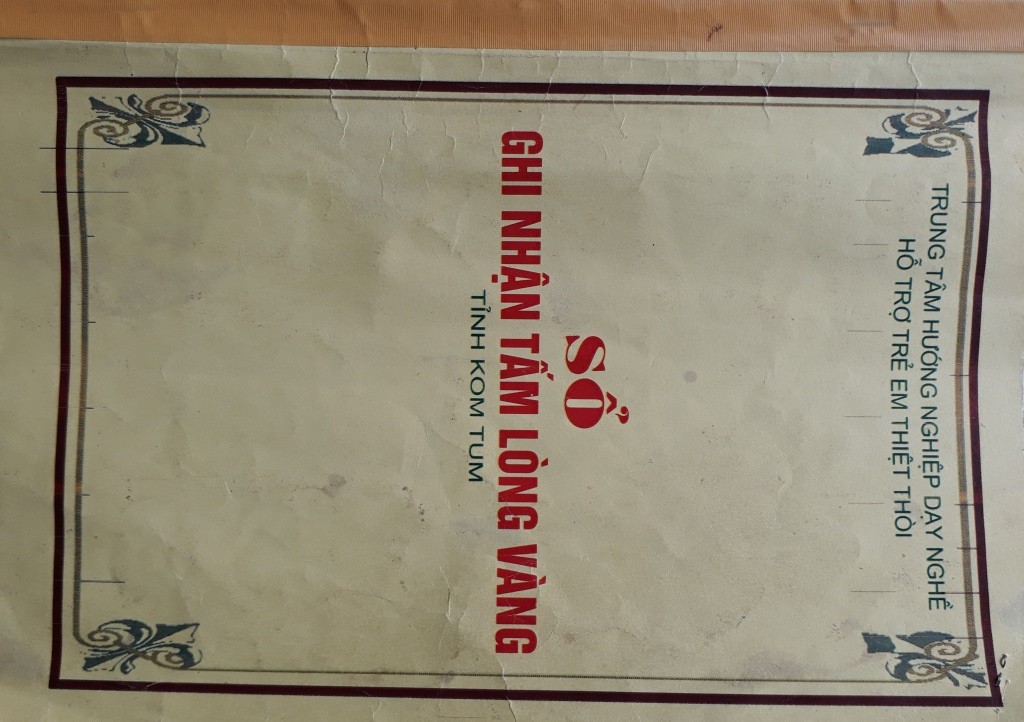 TRUNG TÂM HƯỚNG NGHIỆP DẠY NGHỀ
HỖ TRỢ TRẺ EM THIỆT THÒI
SỔ
GHI NHẬN TẤM LÒNG VÀNG
TỈNH KOM TUM